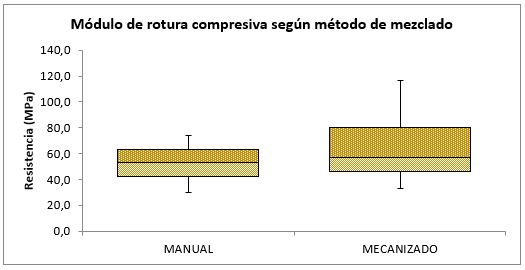 Módulo de rotura compresiva según método de mezclado
140,0
120,0
100,0
80,0
60,0
40,0
20,0
0,0
Resistencia (MPa)
MANUAL
MECANIZADO